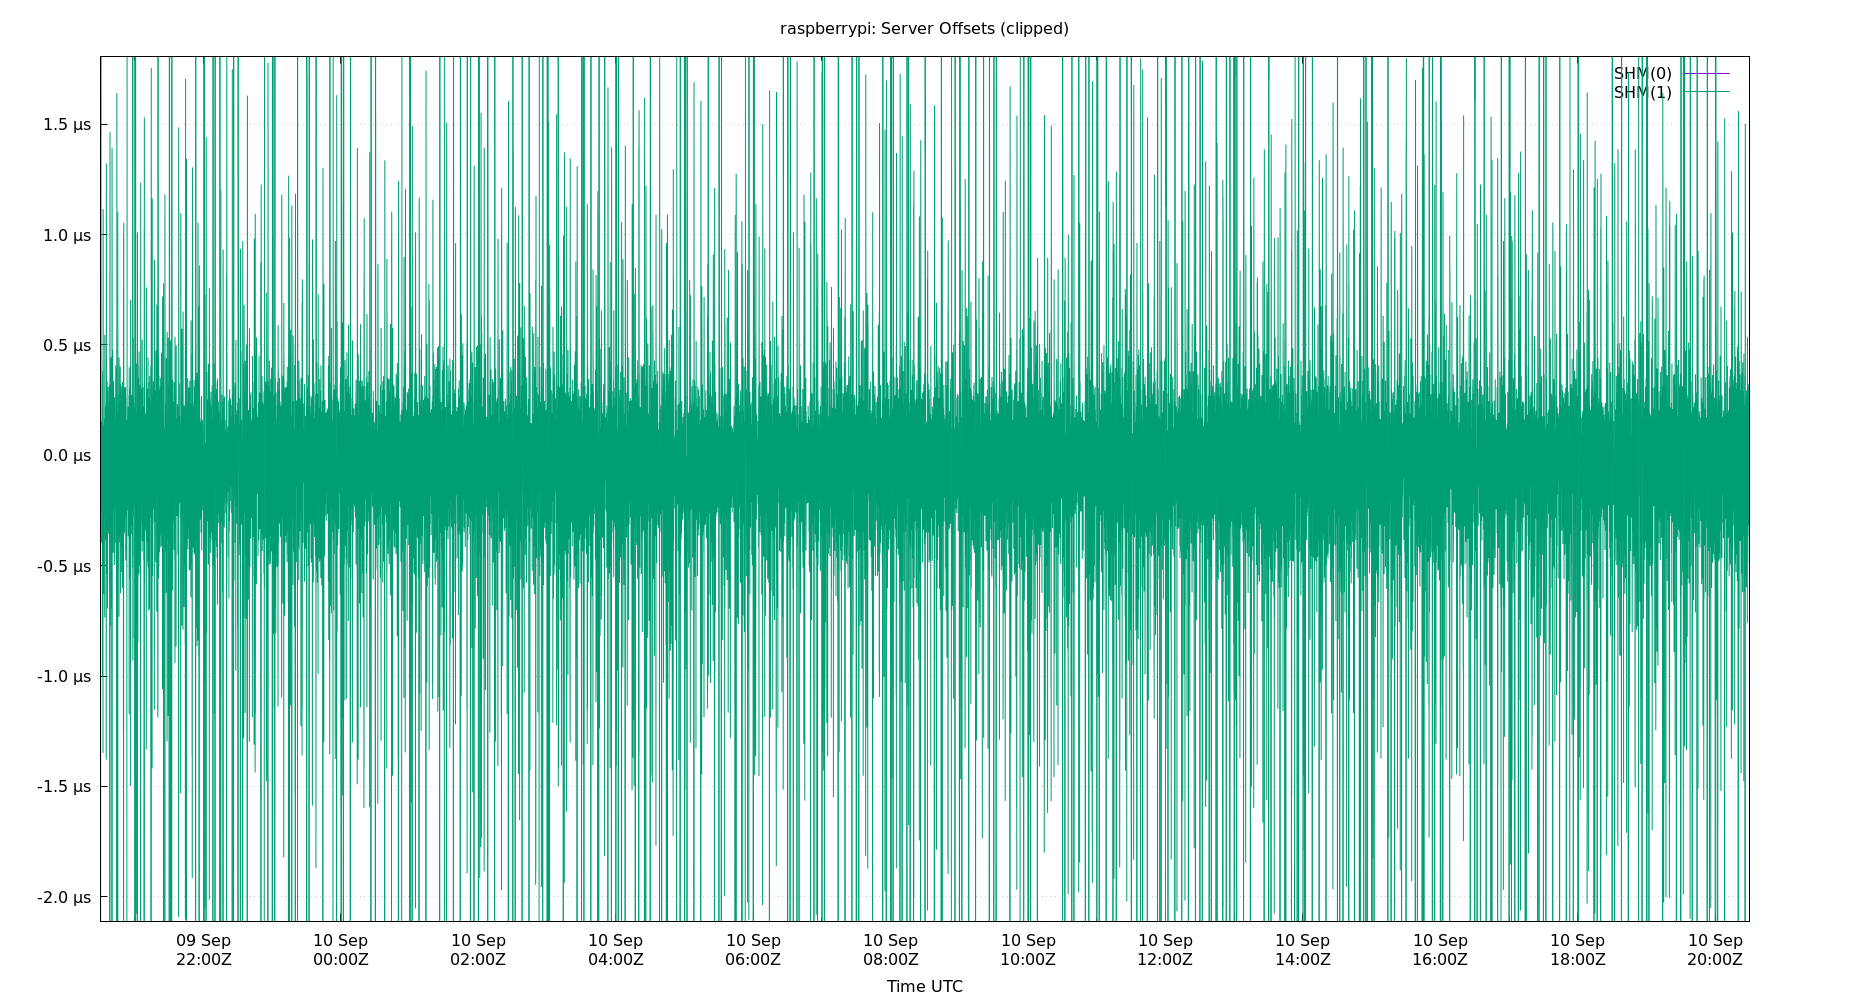 raspberrypi: Server Offsets (clipped)
SHM(0)
SHM(1)
1.5 µs
1.0 µs
0.5 µs
0.0 µs
-0.5 µs
-1.0 µs
-1.5 µs
-2.0 µs
09 Sep 10 Sep 10 Sep 10 Sep 10 Sep 10 Sep 10 Sep 10 Sep 10 Sep 10 Sep 10 Sep 10 Sep
22:00Z 00:00Z 02:00Z 04:00Z 06:00Z 08:00Z 10:00Z 12:00Z 14:00Z 16:00Z 18:00Z 20:00Z
Time UTC